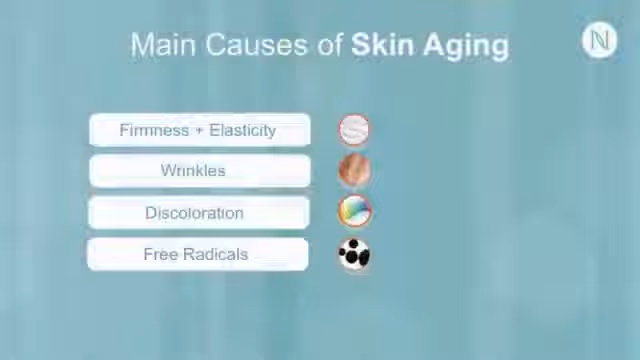 Main Causes of Skin Aging
N
Firmness + Elasticity
Wrinkles
Discoloration
Free Radicals